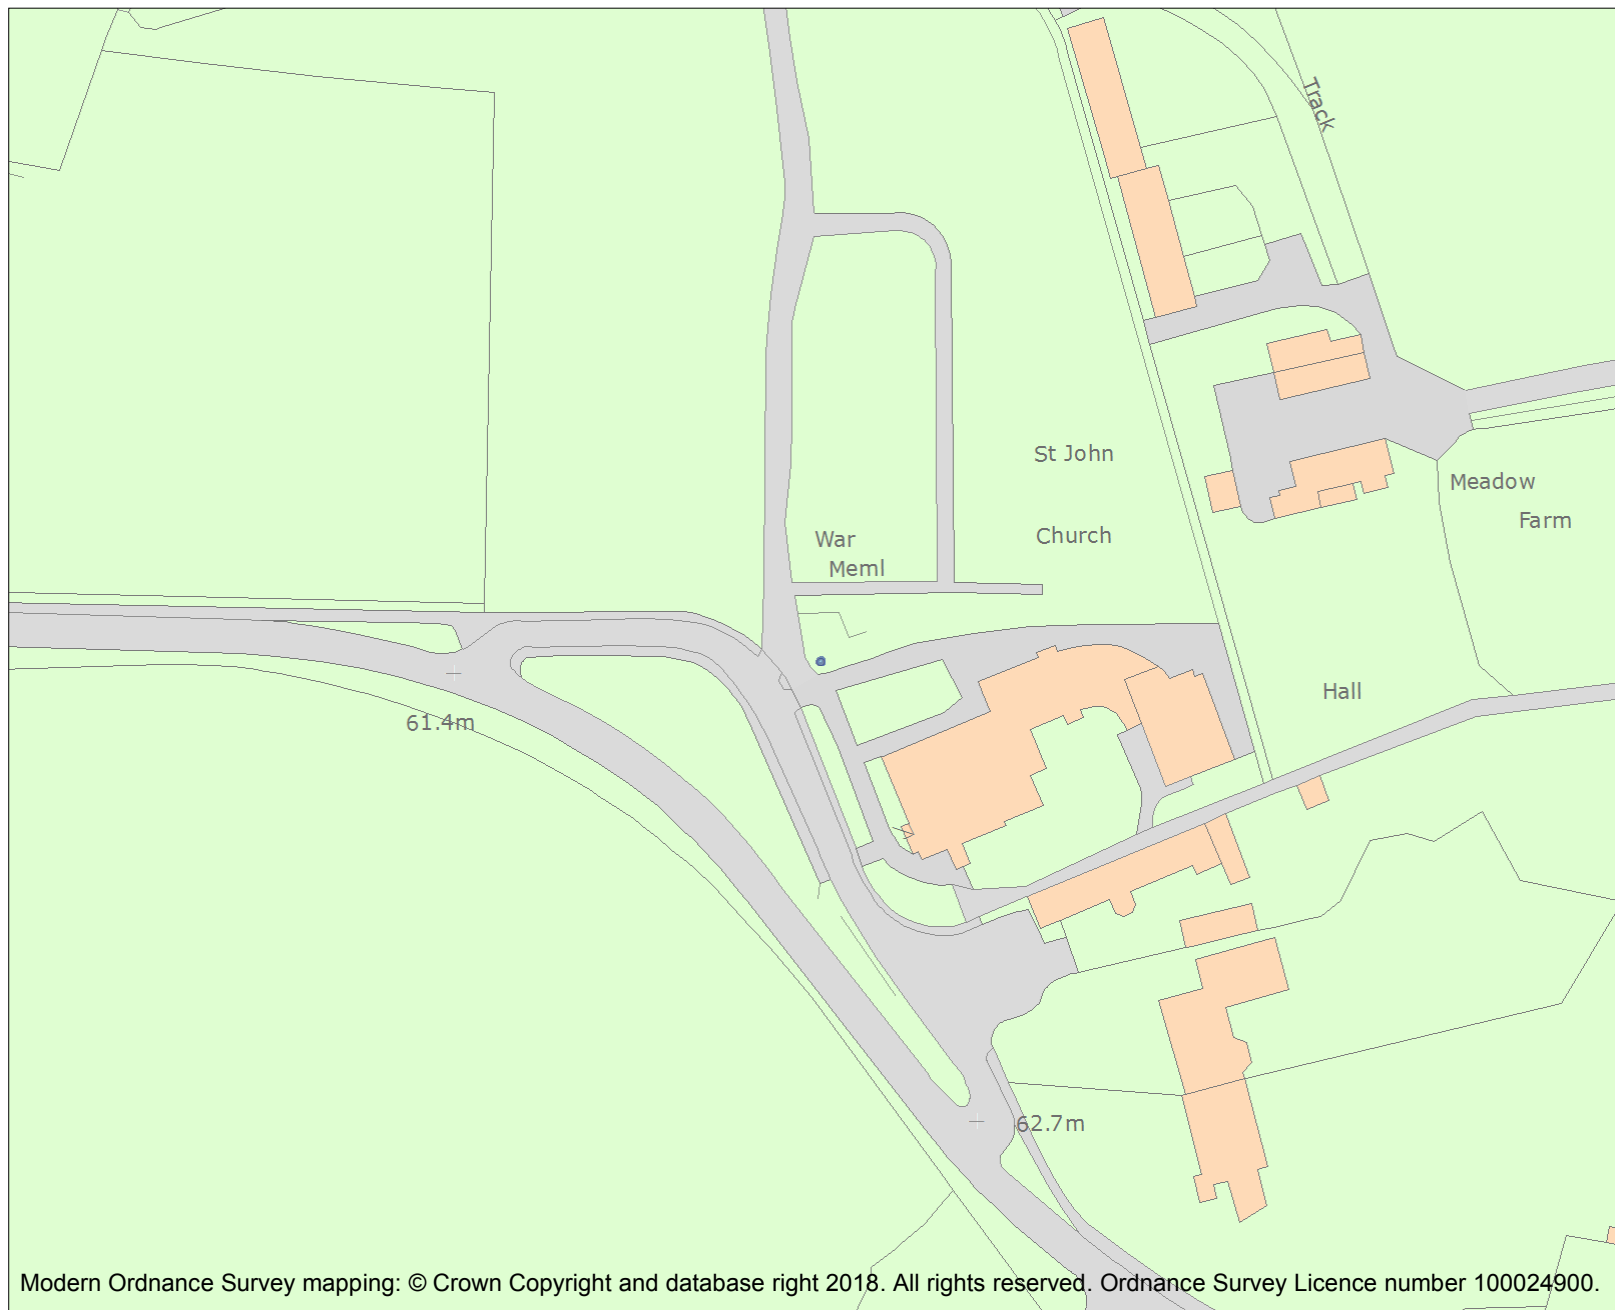 Track
St John
Church
Meadow
Farm
War
Meml
Hall
61.4m
62.7m
Modern Ordnance Survey mapping: © Crown Copyright and database right 2018. All rights reserved. Ordnance Survey Licence number 100024900.